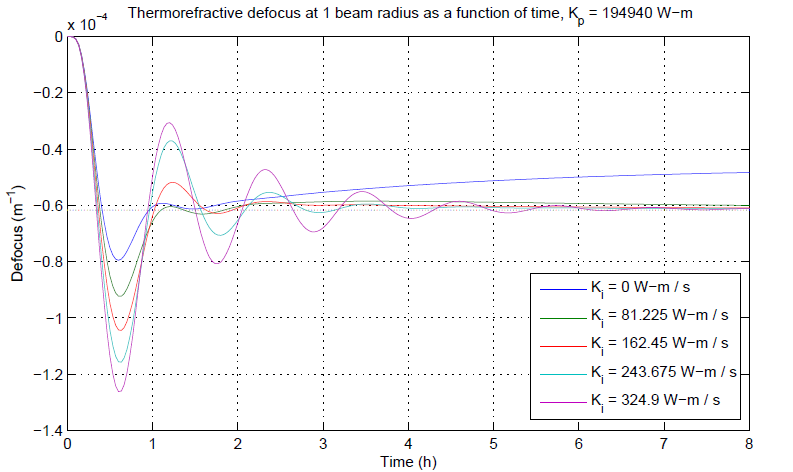 Thermorefractive defocus at 1 beam radius as a function of time, Kp = 194940 W−m
x 10−4
0
−0.2
−0.4
−0.6
−0.8
−1
−1.2
−1.4
Defocus (m−1)
0 1 2 3 4 5 6 7 8
Time (h)
Ki = 0 W−m / s
Ki = 81.225 W−m / s
Ki = 162.45 W−m / s
Ki = 243.675 W−m / s
Ki = 324.9 W−m / s